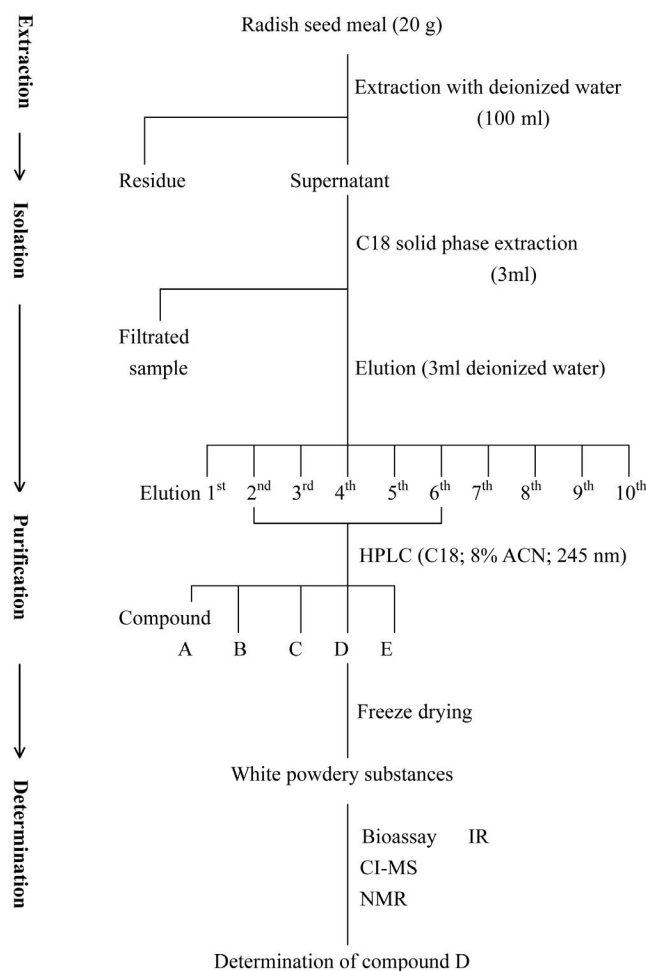 Extraction
Isolation
Purification
Determination
Radish seed meal (20 g)
Extraction with deionized water
(100 ml)
Residue
Supernatant
C18 solid phase extraction
(3ml)
Filtrated
sample
Elution (3ml deionized water)
Elution 1st 2nd 3rd 4th 5th 6th 7th 8th 9th 10th
HPLC (C18; 8% ACN; 245 nm)
Compound
A B C D E
Freeze drying
White powdery substances
Bioassay IR
CI-MS
NMR
Determination of compound D